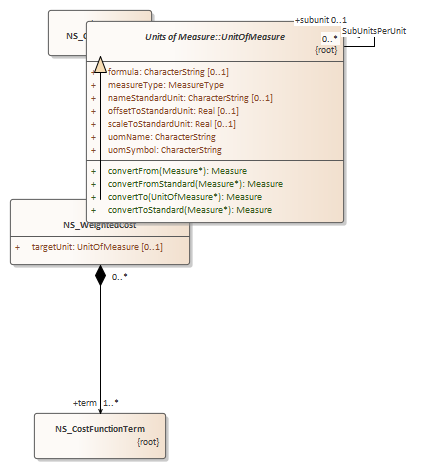 +subunit 0..1
SubUnitsPerUnit
Units of Measure::UnitOfMeasure
0..*
{root}
+ formula: CharacterString [0..1]
+ measureType: MeasureType
+ nameStandardUnit: CharacterString [0..1]
+ offsetToStandardUnit: Real [0..1]
+ scaleToStandardUnit: Real [0..1]
+ uomName: CharacterString
+ uomSymbol: CharacterString
+ convertFrom(Measure*): Measure
+ convertFromStandard(Measure*): Measure
+ convertTo(UnitOfMeasure*): Measure
+ convertToStandard(Measure*): Measure
NS_WeightedCost
+ targetUnit: UnitOfMeasure [0..1]
0..*
+term 1..*
NS_CostFunctionTerm
{root}